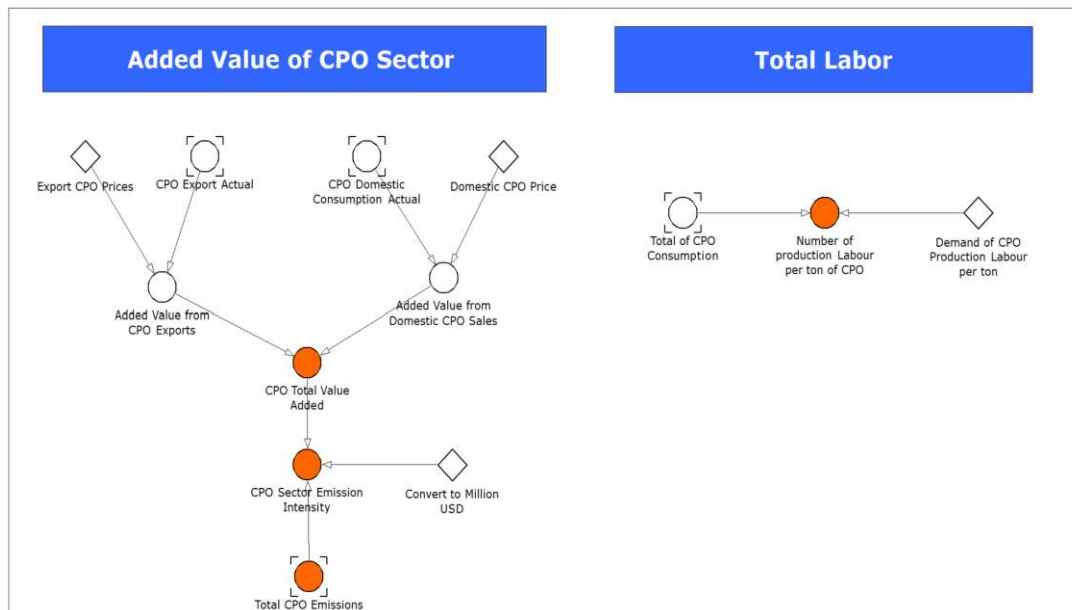 Added Value of CPO Sector
Total Labor
Export CPO Prices
CPO Export Actual
CPO Domestic
Consumption Actual
Domestic CPO Price
Added Value from
CPO Exports
Added Value from
Domestic CPO Sales
CPO Total Value
Added
CPO Sector Emission
Intensity
Convert to Million
USD
Total CPO Emissions
Total of CPO
Consumption
Number of
production Labour
per ton of CPO
Demand of CPO
Production Labour
per ton